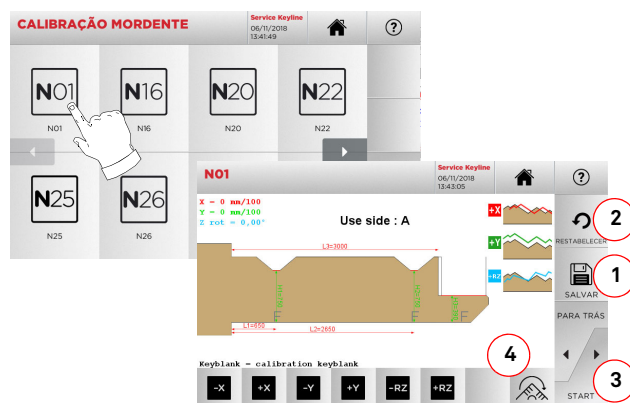 CALIBRAÇÃO MORDENTE
Service Keyline
06/11/2018
13:41:49
?
N01
N16
N20
N22
N01
N16
N20
N22
N25
N26
N25
N26
N01
Service Keyline
06/11/2018
13:43:05
?
X = 0 mm/100
Y = 0 mm/100
Z rot = 0,00°
Use side : A
+X
+Y
+RZ
L3=3000
L1=650
L2=2650
RESTABELECER
2
SALVAR
1
PARA TRÁS
START
3
4
Keyblank - calibration keyblank
-X
+X
-Y
+Y
-RZ
+RZ